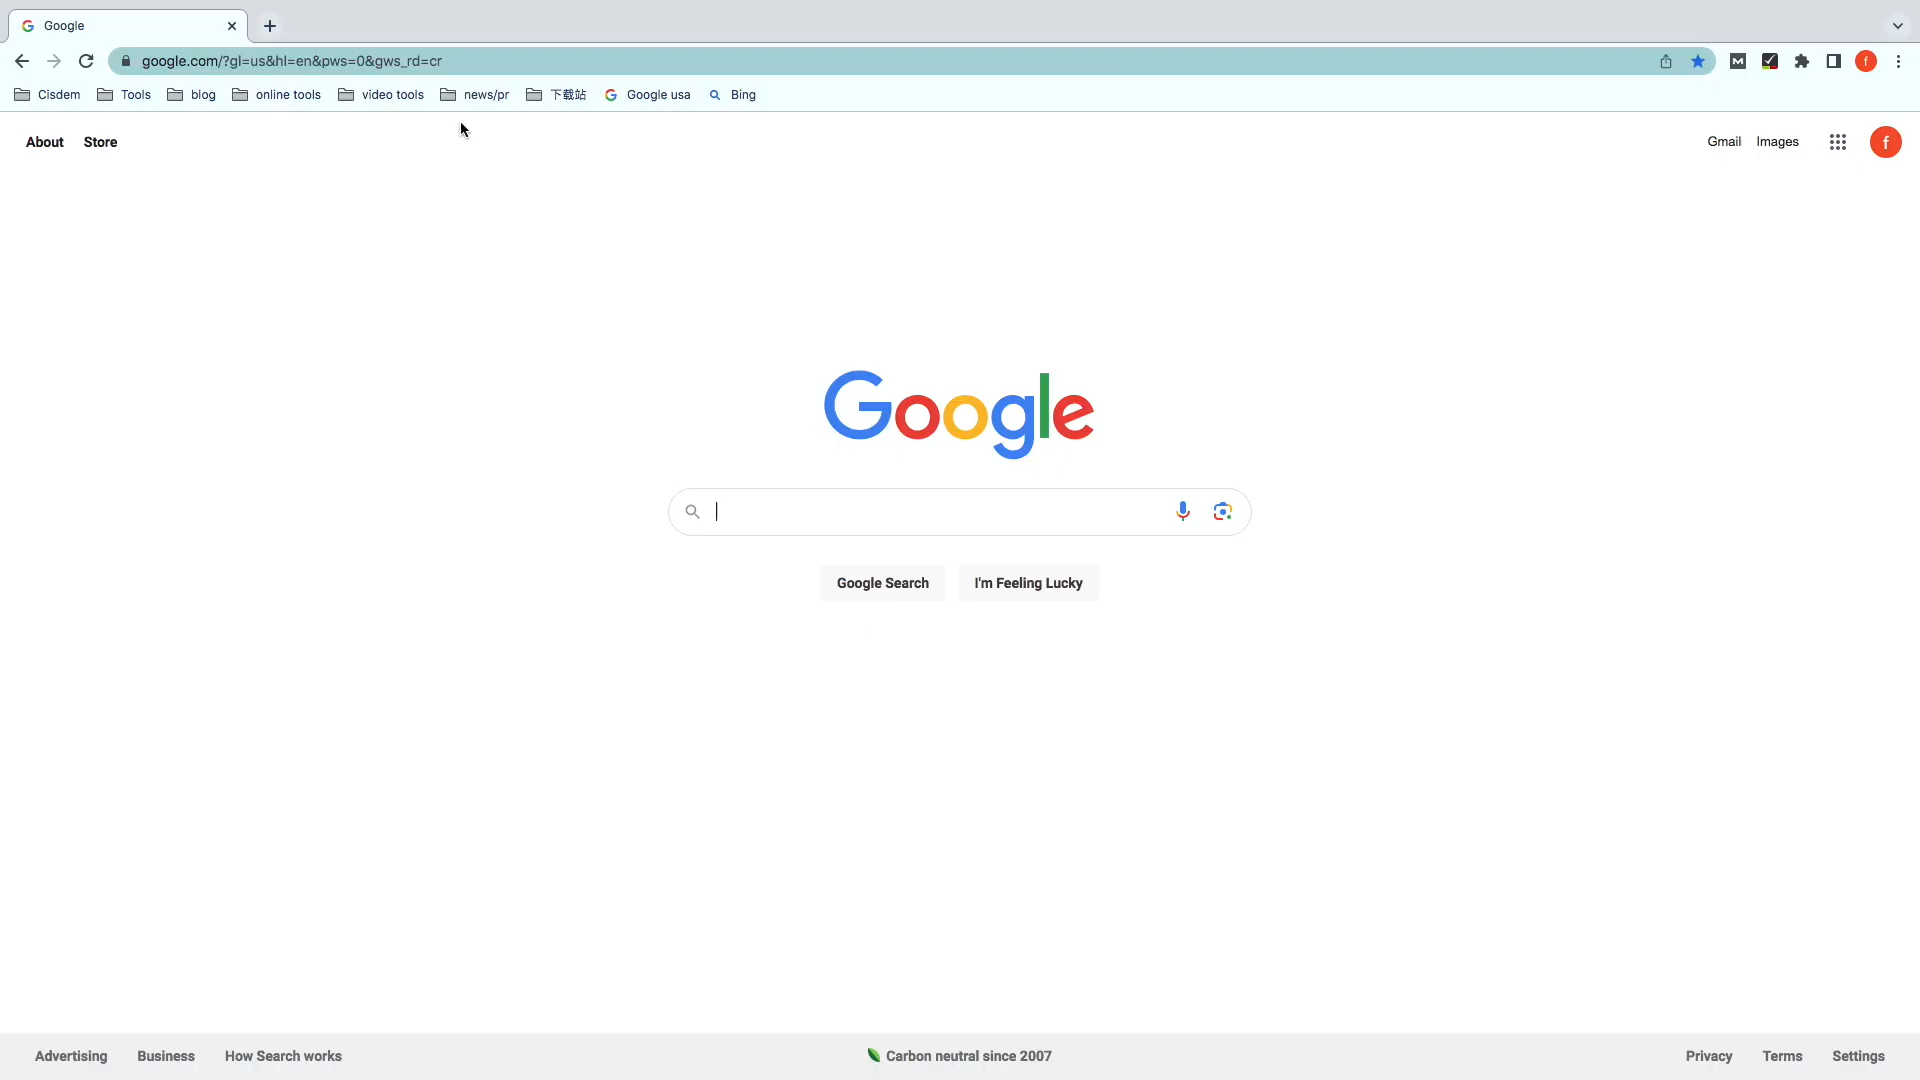 Google
google.com/?gl=us&hl=en&pws=0&gws_rd=cr
f
Cisdem Tools blog online tools video tools news/pr 下载站 Google usa Bing
About Store Gmail Images f
Google
Google Search I'm Feeling Lucky
Advertising Business How Search works Carbon neutral since 2007 Privacy Terms Settings